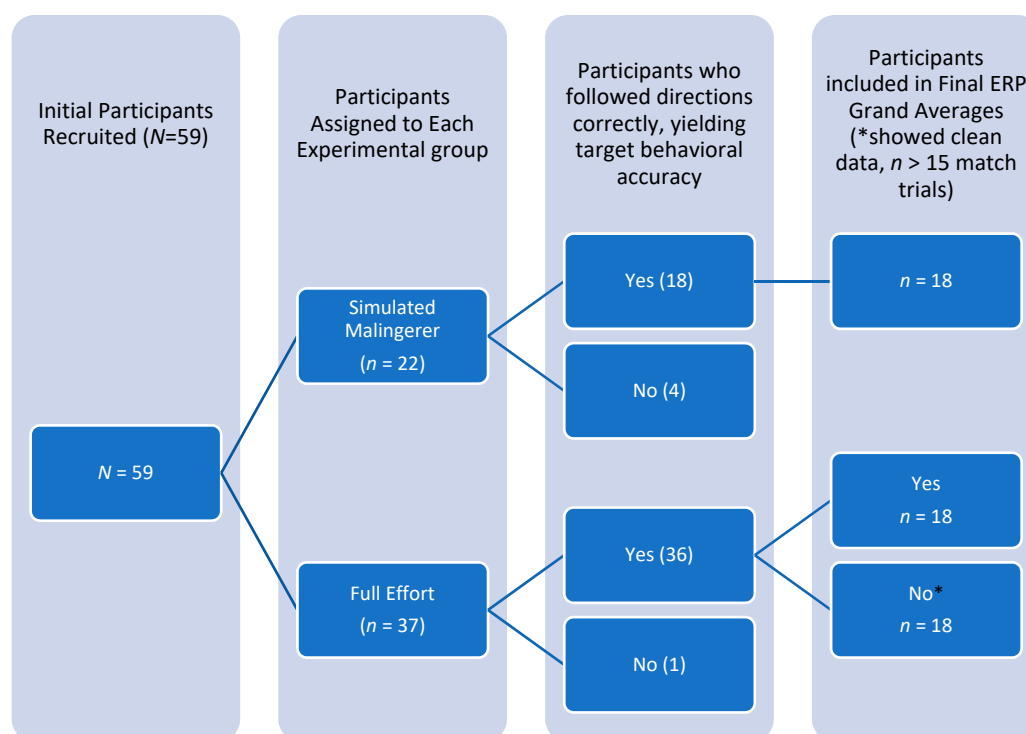 Initial Participants
Recruited (N=59)
Participants
Assigned to Each
Experimental group
Participants who
followed directions
correctly, yielding
target behavioral
accuracy
Participants
included in Final ERP
Grand Averages
(*showed clean
data, n > 15 match
trials)
N = 59
Simulated
Malingerer
(n = 22)
Full Effort
(n = 37)
Yes (18)
No (4)
Yes (36)
No (1)
n = 18
Yes
n = 18
No*
n = 18